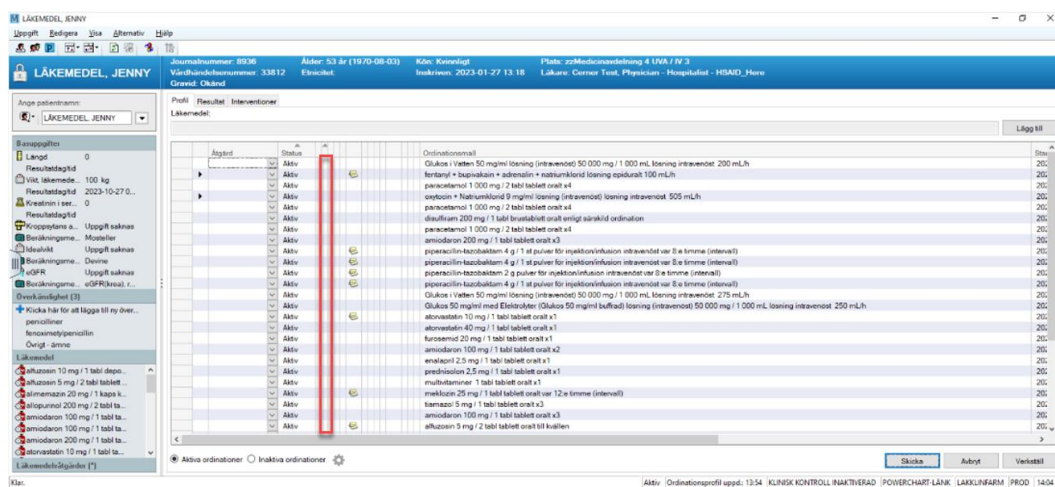 LÄKEMEDEL, JENNY
Uppgift Redigera Visa Alternativ Hjälp
LÄKEMEDEL, JENNY
Journalnummer: 8936 Ålder: 53 år (1970-08-03) Kön: Kvinnligt Plats: zzMedicinavdelning 4 UVA / IV 3
Vårdhändelsenummer: 33812 Etnicitet: Inskriven: 2023-01-27 13:18 Läkare: Cerner Test, Physician - Hospitalist - HSAID_Here
Gravid: Okänd
Ange patientnamn:
LÄKEMEDEL, JENNY
Basuppgifter
Längd 0
Resultatdag/tid
Vikt, läkemede... 100 kg
Resultatdag/tid 2023-10-27 0...
Kreatinin i ser... 0
Resultatdag/tid
Kroppsytans a... Uppgift saknas
Beräkningsme... Mosteller
Idealvikt Uppgift saknas
Beräkningsme... Devine
eGFR Uppgift saknas
Beräkningsme... eGFR(krea). r...
Överkänslighet (3)
Klicka här för att lägga till ny över...
penicilliner
fenoximetylpenicillin
Övrigt - ämne
Läkemedel
alfuzosin 10 mg / 1 tabl depo...
alfuzosin 5 mg / 2 tabl tablett...
alimemazin 20 mg / 1 kaps k...
allopurinol 200 mg / 2 tabl ta...
amiodaron 100 mg / 1 tabl ta...
amiodaron 100 mg / 1 tabl ta...
amiodaron 200 mg / 1 tabl ta...
atorvastatin 10 mg / 1 tabl ta...
Läkemedelsåtgärder (*)
Profil Resultat Interventioner
Läkemedel:
Lägg till
Åtgärd Status Ordinationsmall
Aktiv Glukos i Vatten 50 mg/ml lösning (intravenöst) 50 000 mg / 1 000 mL lösning intravenöst 200 mL/h
Aktiv fentanyl + bupivakain + adrenalin + natriumklorid lösning epiduralt 100 mL/h
Aktiv paracetamol 1 000 mg / 2 tabl tablett oralt x4
Aktiv oxytocin + Natriumklorid 9 mg/ml lösning (intravenöst) lösning intravenöst 505 mL/h
Aktiv paracetamol 1 000 mg / 2 tabl tablett oralt x4
Aktiv disulfiram 200 mg / 1 tabl brustablett oralt enligt särskild ordination
Aktiv paracetamol 1 000 mg / 2 tabl tablett oralt x4
Aktiv amiodaron 200 mg / 1 tabl tablett oralt x3
Aktiv piperacillin-tazobaktam 4 g / 1 st pulver för injektion/infusion intravenöst var 8:e timme (intervall)
Aktiv piperacillin-tazobaktam 4 g / 1 st pulver för injektion/infusion intravenöst var 8:e timme (intervall)
Aktiv piperacillin-tazobaktam 2 g pulver för injektion/infusion intravenöst var 8:e timme (intervall)
Aktiv piperacillin-tazobaktam 4 g / 1 st pulver för injektion/infusion intravenöst var 8:e timme (intervall)
Aktiv Glukos i Vatten 50 mg/ml lösning (intravenöst) 50 000 mg / 1 000 mL lösning intravenöst 275 mL/h
Aktiv Glukos 50 mg/ml med Elektrolyter (Glukos 50 mg/ml buffrad) lösning (intravenöst) 50 000 mg / 1 000 mL lösning intravenöst 250 mL/h
Aktiv atorvastatin 10 mg / 1 tabl tablett oralt x1
Aktiv atorvastatin 40 mg / 1 tabl tablett oralt x1
Aktiv furosemid 20 mg / 1 tabl tablett oralt x1
Aktiv amiodaron 100 mg / 1 tabl tablett oralt x2
Aktiv enalapril 2,5 mg / 1 tabl tablett oralt x1
Aktiv prednisolon 2,5 mg / 1 tabl tablett oralt x1
Aktiv multivitaminer 1 tabl tablett oralt x1
Aktiv meklozin 25 mg / 1 tabl tablett oralt var 12:e timme (intervall)
Aktiv tiamazol 5 mg / 1 tabl tablett oralt x3
Aktiv amiodaron 100 mg / 1 tabl tablett oralt x3
Aktiv alfuzosin 5 mg / 2 tabl tablett oralt till kvällen
Aktiva ordinationer Inaktiva ordinationer
Skicka Avbryt Verkställ
Klar. Aktiv Ordinationsprofil uppd.: 13:54 KLINISK KONTROLL INAKTIVERAD POWERCHART-LÄNK LAKKLINFARM PROD 14:04